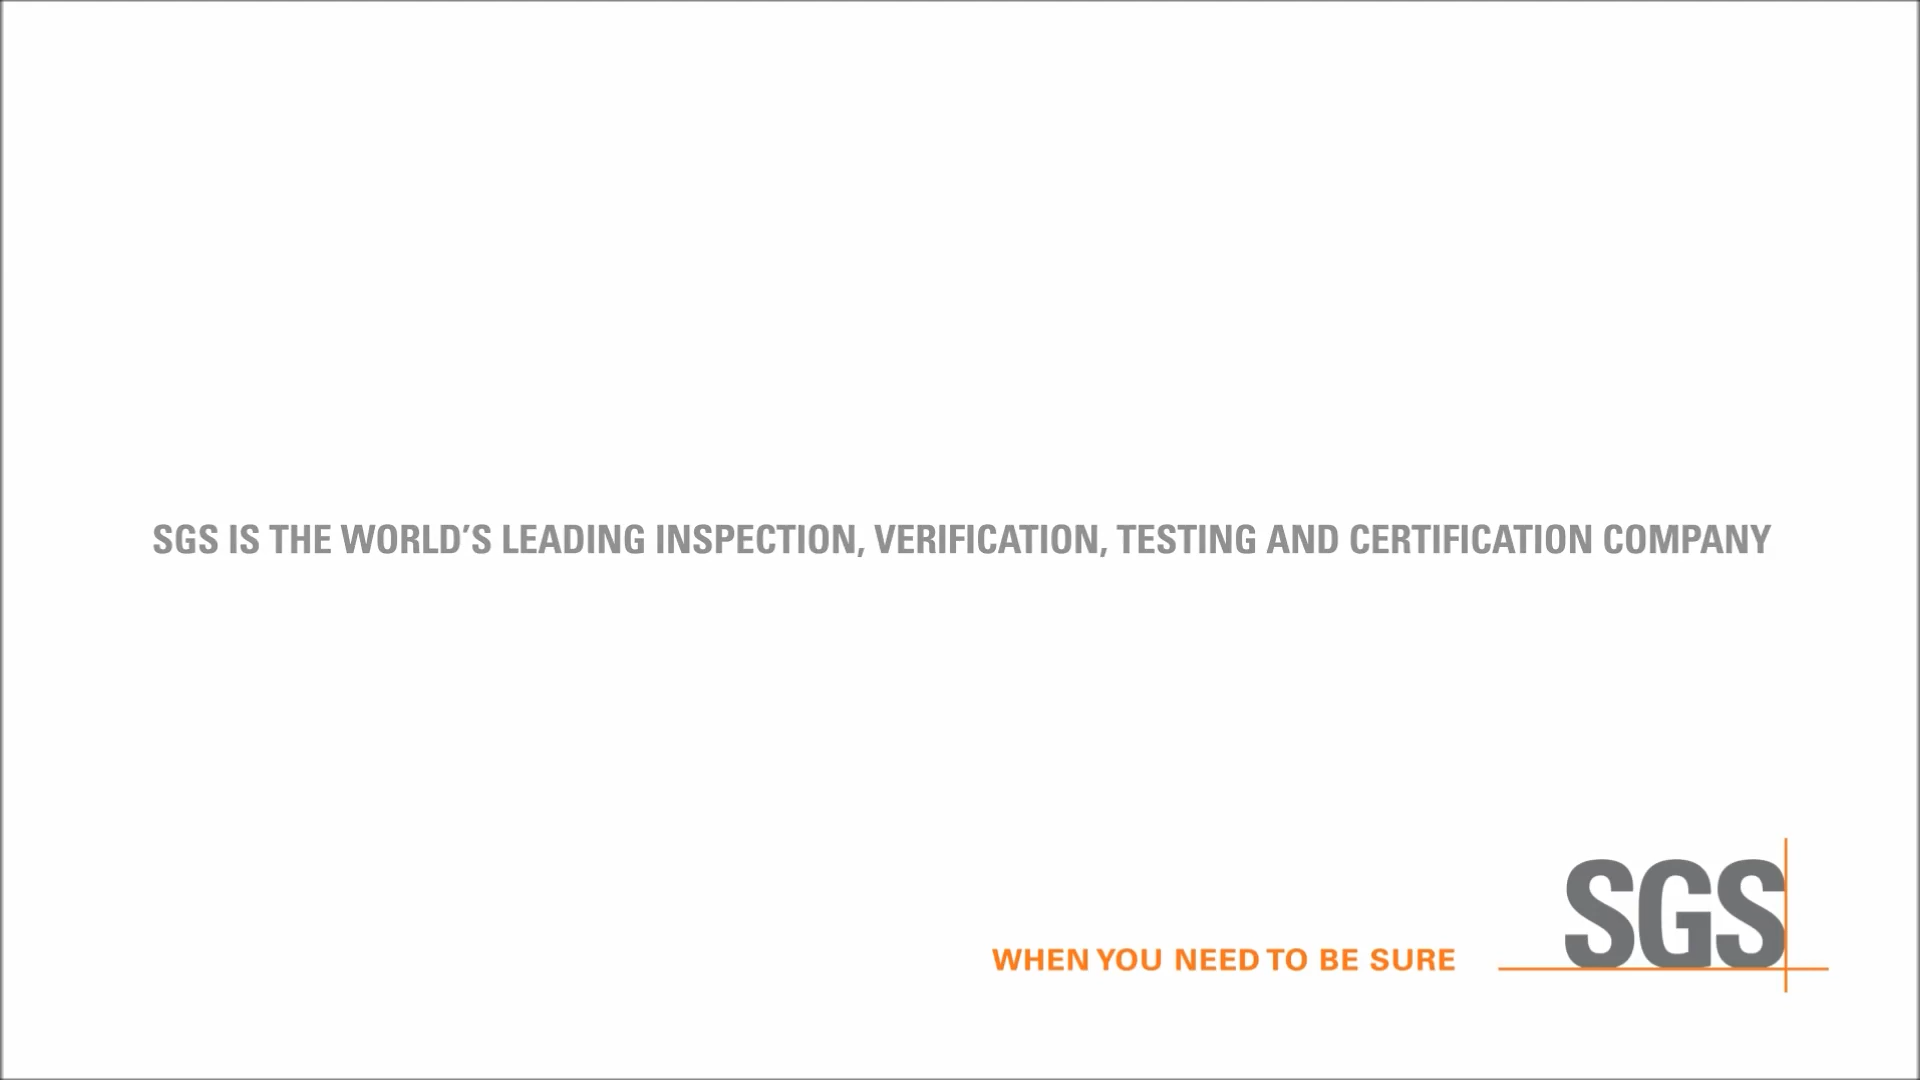 SGS IS THE WORLD’S LEADING INSPECTION, VERIFICATION, TESTING AND CERTIFICATION COMPANY
WHEN YOU NEED TO BE SURE
SGS